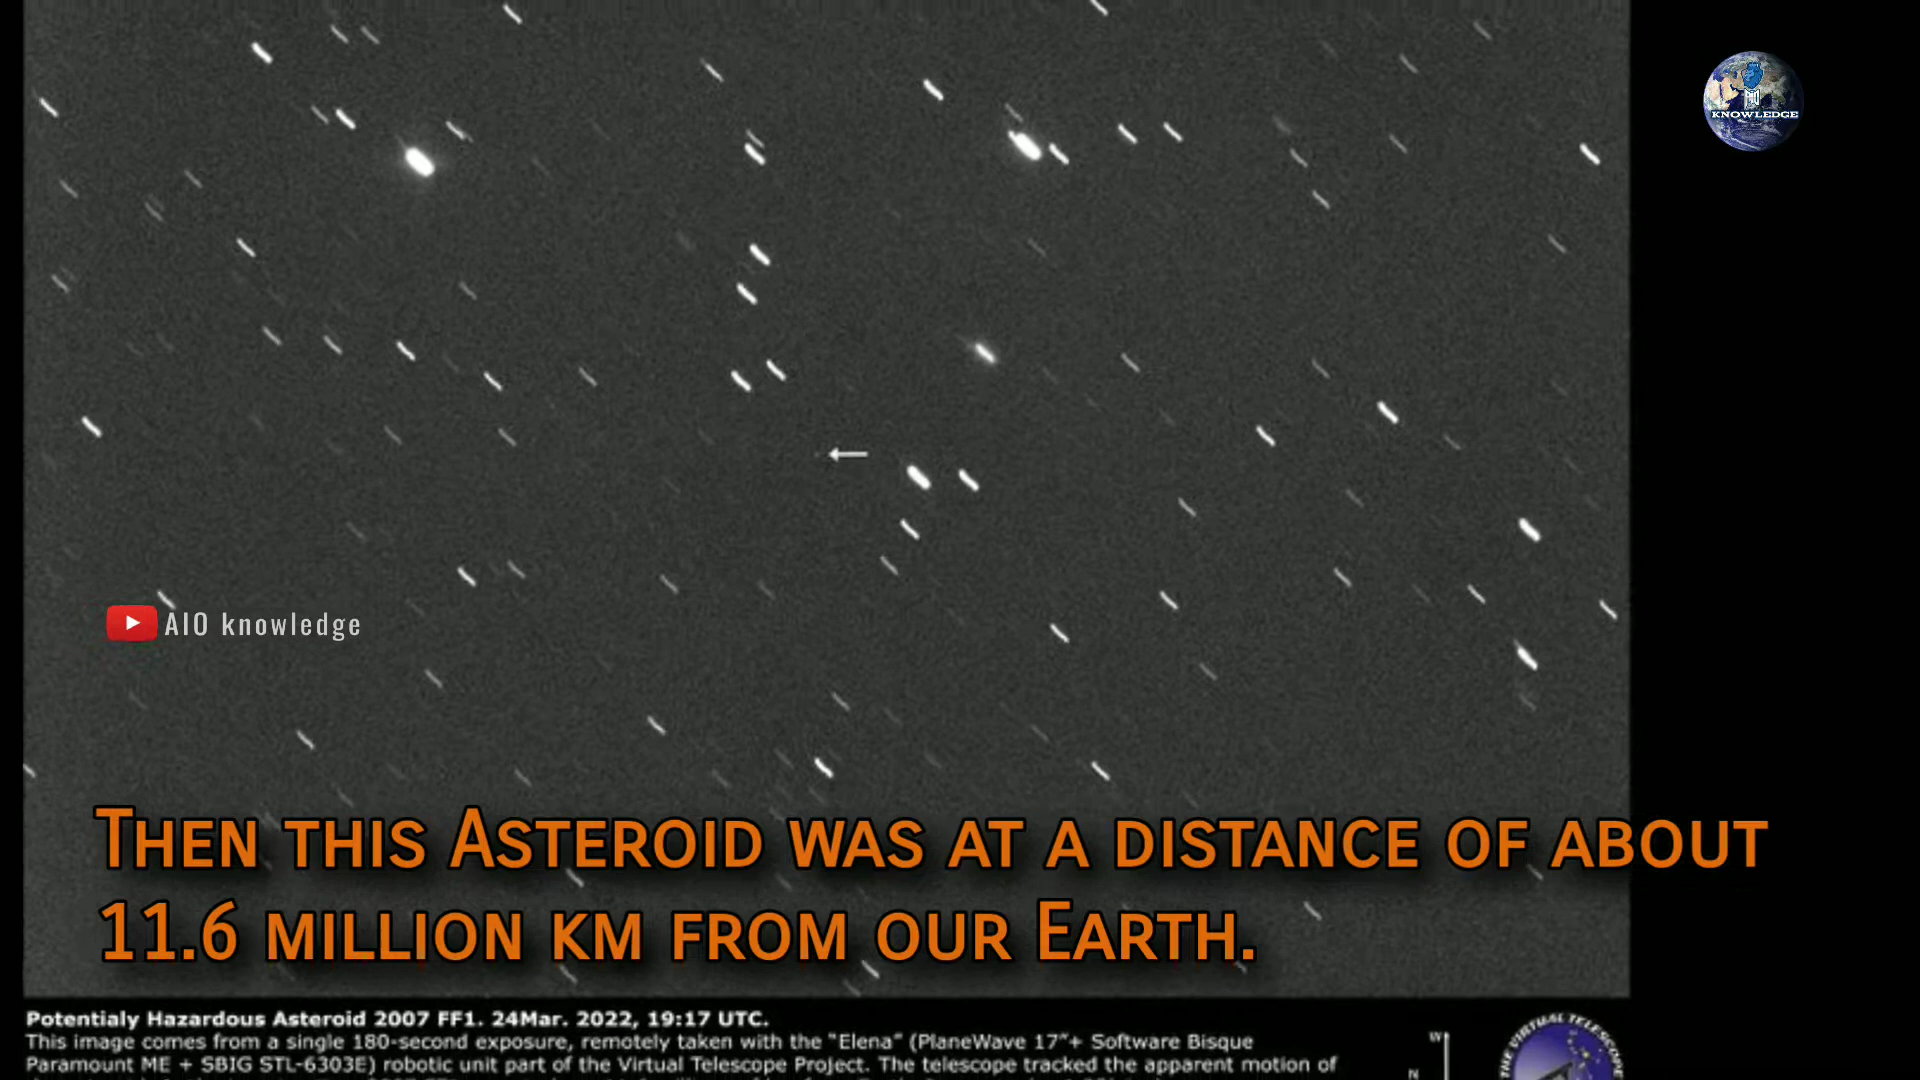 KNOWLEDGE
AIO knowledge
THEN THIS ASTEROID WAS AT A DISTANCE OF ABOUT
11.6 MILLION KM FROM OUR EARTH.
Potentialy Hazardous Asteroid 2007 FF1. 24Mar. 2022, 19:17 UTC.
This image comes from a single 180-second exposure, remotely taken with the "Elena" (PlaneWave 17"+ Software Bisque
Paramount ME + SBIG STL-6303E) robotic unit part of the Virtual Telescope Project. The telescope tracked the apparent motion of
W
N
THE VIRTUAL TELESCOPE